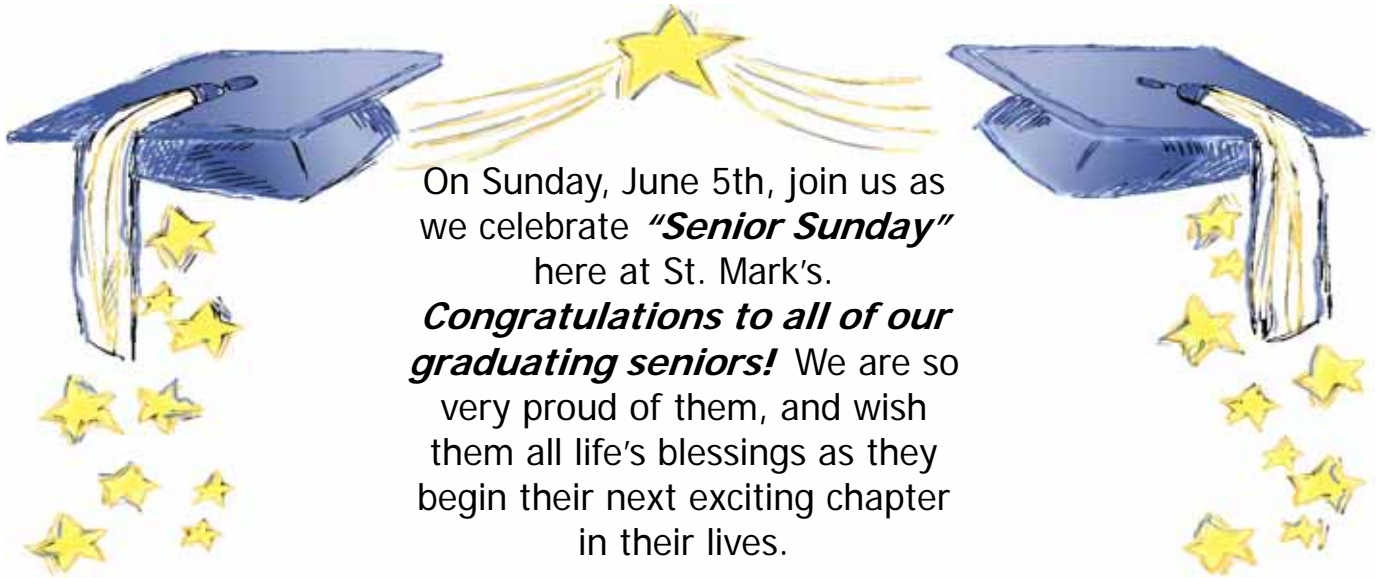 On Sunday, June 5th, join us as
we celebrate “Senior Sunday”
here at St. Mark’s.
Congratulations to all of our
graduating seniors! We are so
very proud of them, and wish
them all life’s blessings as they
begin their next exciting chapter
in their lives.